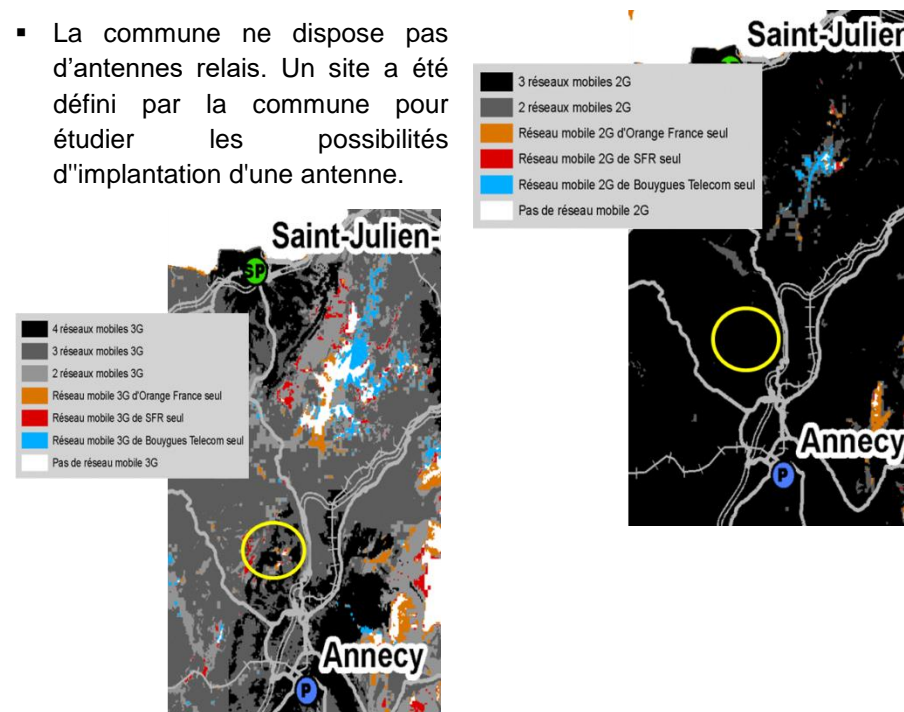 ▪ La commune ne dispose pas
d'antennes relais. Un site a été
défini par la commune pour
étudier les possibilités
d''implantation d'une antenne.
Saint-Julien-
SP
4 réseaux mobiles 3G
3 réseaux mobiles 3G
2 réseaux mobiles 3G
Réseau mobile 3G d'Orange France seul
Réseau mobile 3G de SFR seul
Réseau mobile 3G de Bouygues Telecom seul
Pas de réseau mobile 3G
Annecy
P
Saint-Julien
3 réseaux mobiles 2G
2 réseaux mobiles 2G
Réseau mobile 2G d'Orange France seul
Réseau mobile 2G de SFR seul
Réseau mobile 2G de Bouygues Telecom seul
Pas de réseau mobile 2G
Annecy
P